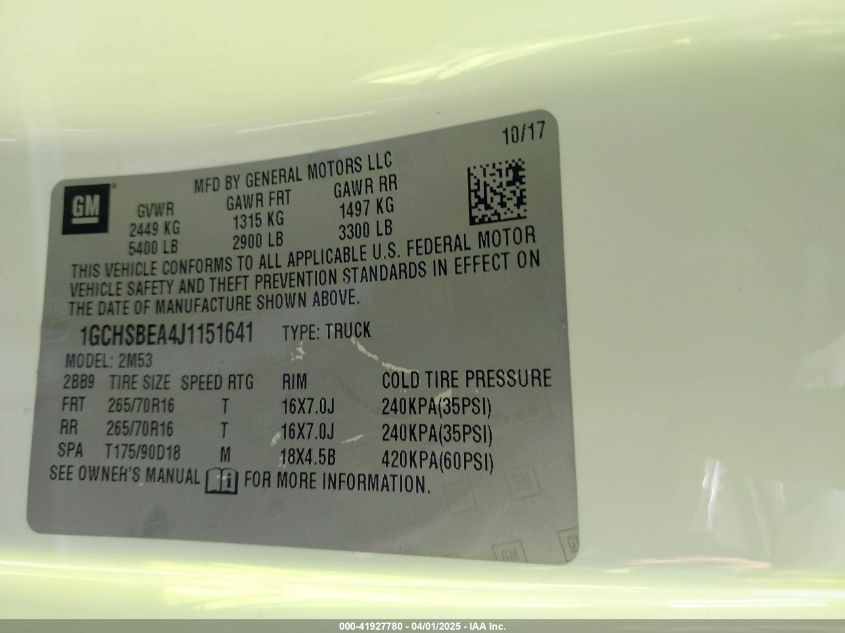 10/17
MFD BY GENERAL MOTORS LLC
GM GVWR GAWR FRT GAWR RR
2449 KG 1315 KG 1497 KG
5400 LB 2900 LB 3300 LB
THIS VEHICLE CONFORMS TO ALL APPLICABLE U.S. FEDERAL MOTOR
VEHICLE SAFETY AND THEFT PREVENTION STANDARDS IN EFFECT ON
THE DATE OF MANUFACTURE SHOWN ABOVE.
1GCHSBEA4J1151641 TYPE: TRUCK
MODEL: 2M53
2BB9 TIRE SIZE SPEED RTG RIM COLD TIRE PRESSURE
FRT 265/70R16 T 16X7.0J 240KPA(35PSI)
RR 265/70R16 T 16X7.0J 240KPA(35PSI)
SPA T175/90D18 M 18X4.5B 420KPA(60PSI)
SEE OWNER'S MANUAL i FOR MORE INFORMATION.
000-41927780 - 04/01/2025 - IAA Inc.